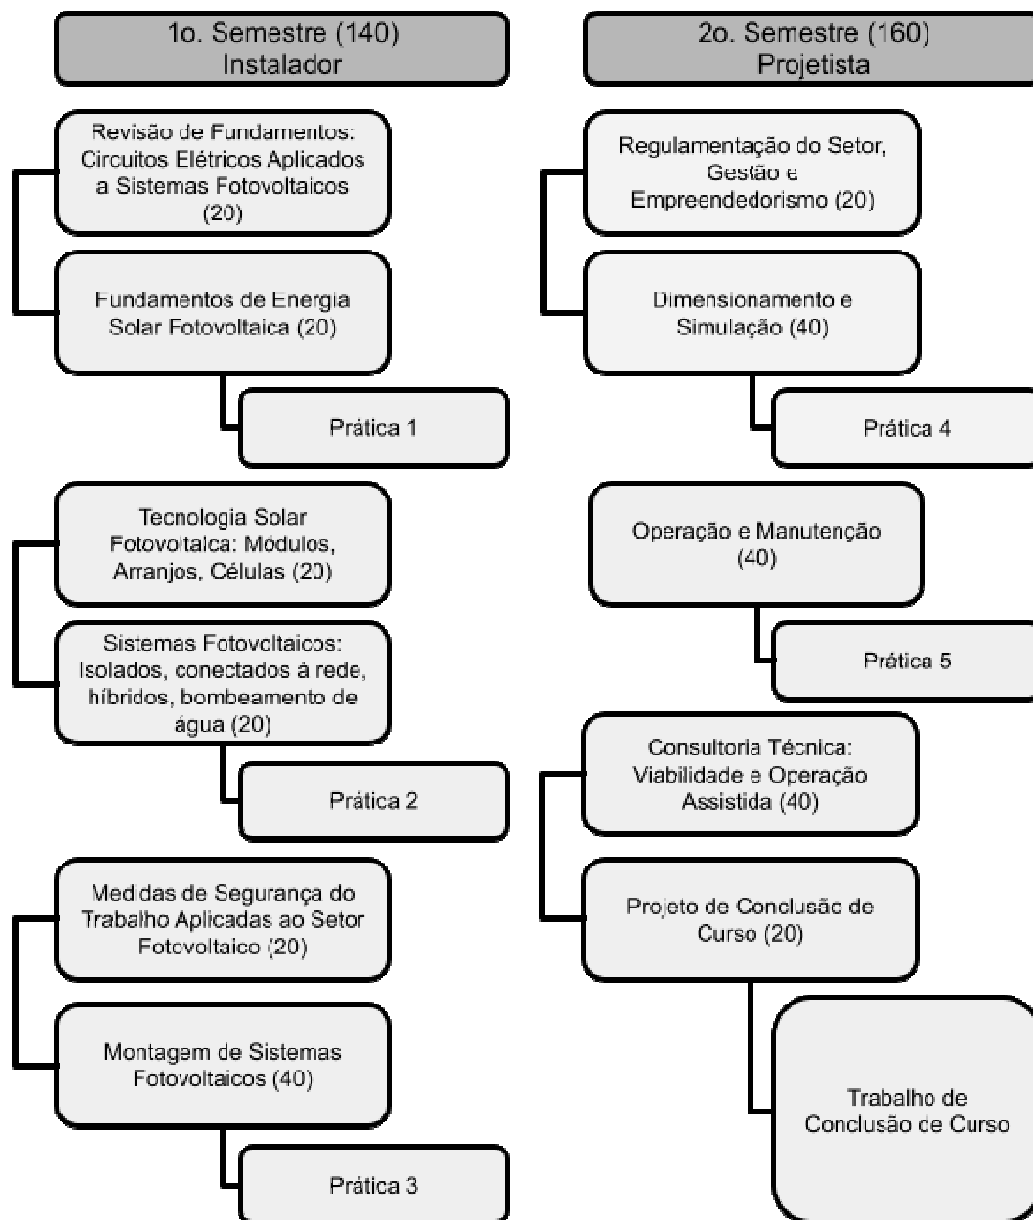 1o. Semestre (140)
Instalador
Revisão de Fundamentos:
Circuitos Elétricos Aplicados
a Sistemas Fotovoltaicos
(20)
Fundamentos de Energia
Solar Fotovoltaica (20)
Prática 1
Tecnologia Solar
Fotovoltaica: Módulos,
Arranjos, Células (20)
Sistemas Fotovoltaicos:
Isolados, conectados à rede,
híbridos, bombeamento de
água (20)
Prática 2
Medidas de Segurança do
Trabalho Aplicadas ao Setor
Fotovoltaico (20)
Montagem de Sistemas
Fotovoltaicos (40)
Prática 3
2o. Semestre (160)
Projetista
Regulamentação do Setor,
Gestão e
Empreendedorismo (20)
Dimensionamento e
Simulação (40)
Prática 4
Operação e Manutenção
(40)
Prática 5
Consultoria Técnica:
Viabilidade e Operação
Assistida (40)
Projeto de Conclusão de
Curso (20)
Trabalho de
Conclusão de Curso